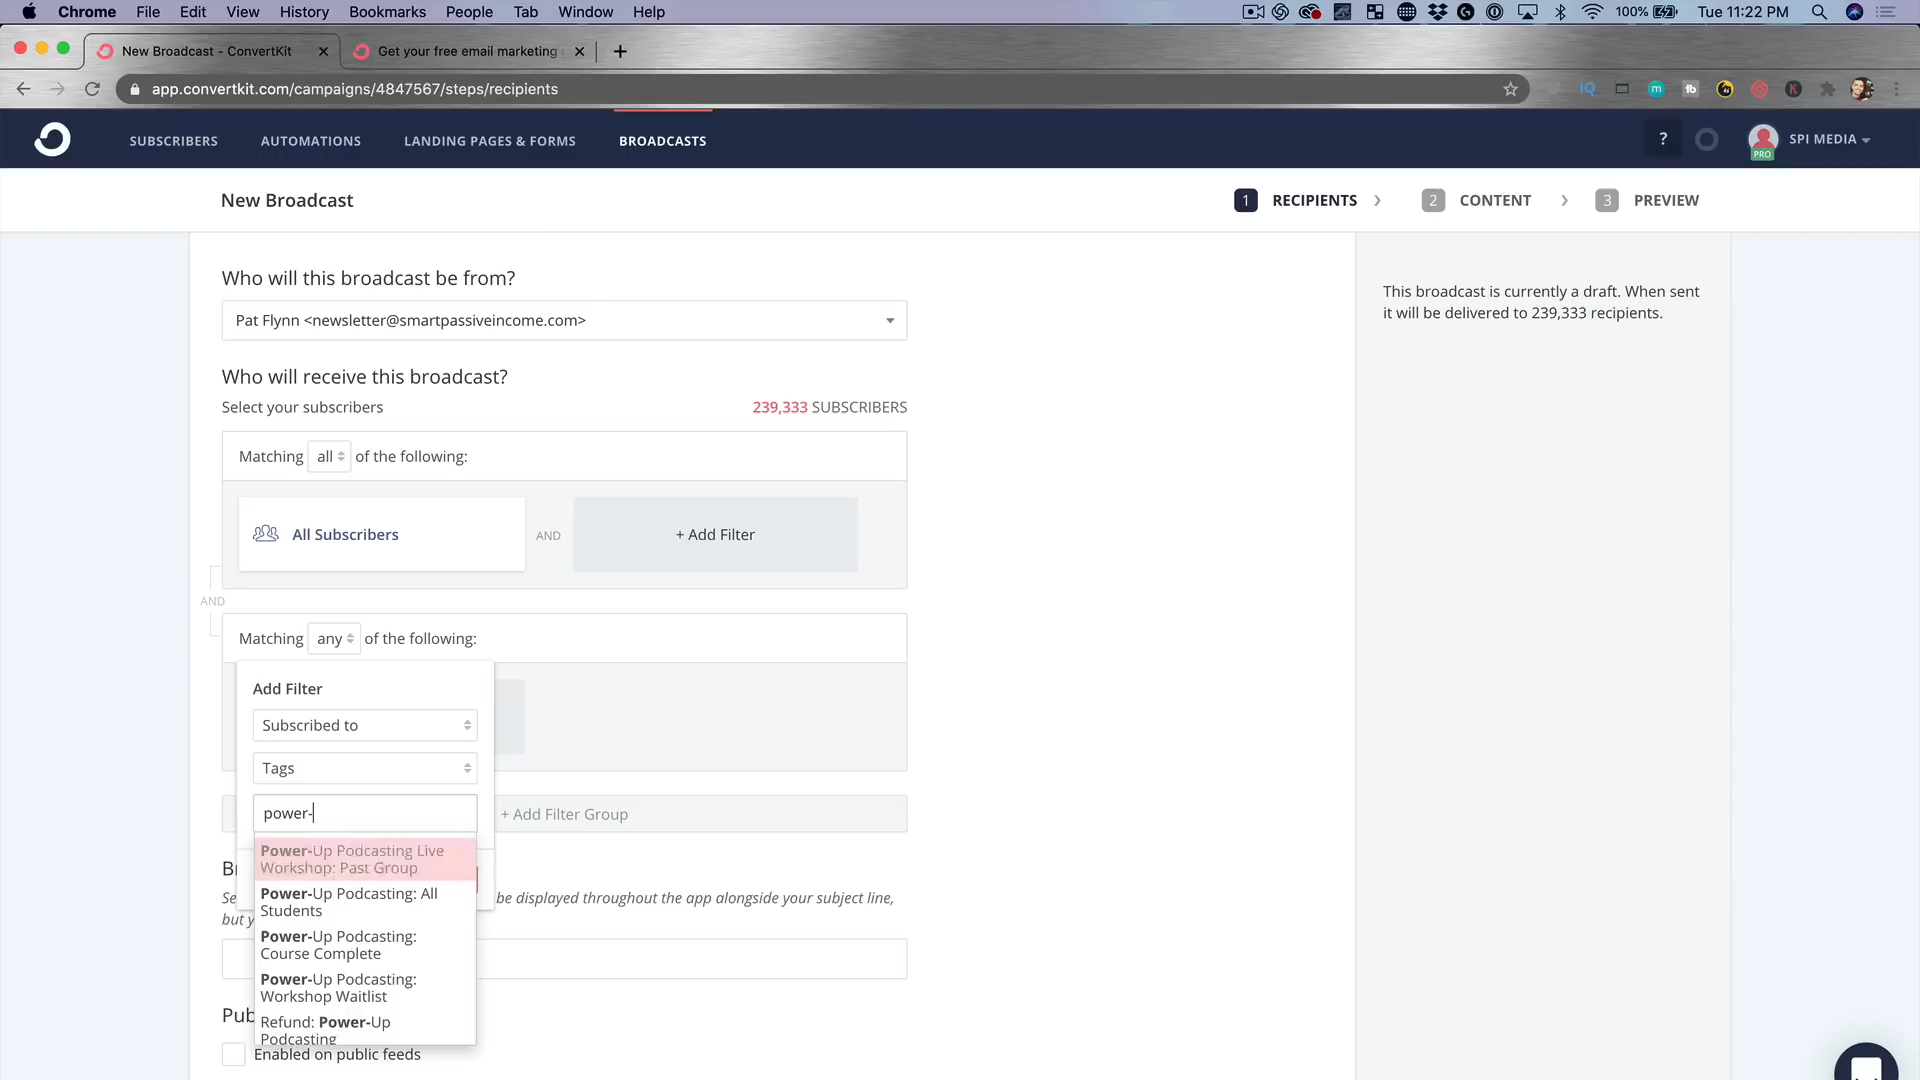 Chrome File Edit View History Bookmarks People Tab Window Help 100% Tue 11:22 PM
New Broadcast - ConvertKit Get your free email marketing
app.convertkit.com/campaigns/4847567/steps/recipients
SUBSCRIBERS AUTOMATIONS LANDING PAGES & FORMS BROADCASTS ? SPI MEDIA
PRO
New Broadcast 1 RECIPIENTS 2 CONTENT 3 PREVIEW
Who will this broadcast be from?
Pat Flynn <newsletter@smartpassiveincome.com>
This broadcast is currently a draft. When sent
it will be delivered to 239,333 recipients.
Who will receive this broadcast?
Select your subscribers 239,333 SUBSCRIBERS
Matching all of the following:
All Subscribers AND + Add Filter
AND
Matching any of the following:
Add Filter
Subscribed to
Tags
power-
+ Add Filter Group
Power-Up Podcasting Live
Workshop: Past Group
Power-Up Podcasting: All
Students
Power-Up Podcasting:
Course Complete
Power-Up Podcasting:
Workshop Waitlist
Refund: Power-Up
Podcasting
be displayed throughout the app alongside your subject line,
Enabled on public feeds